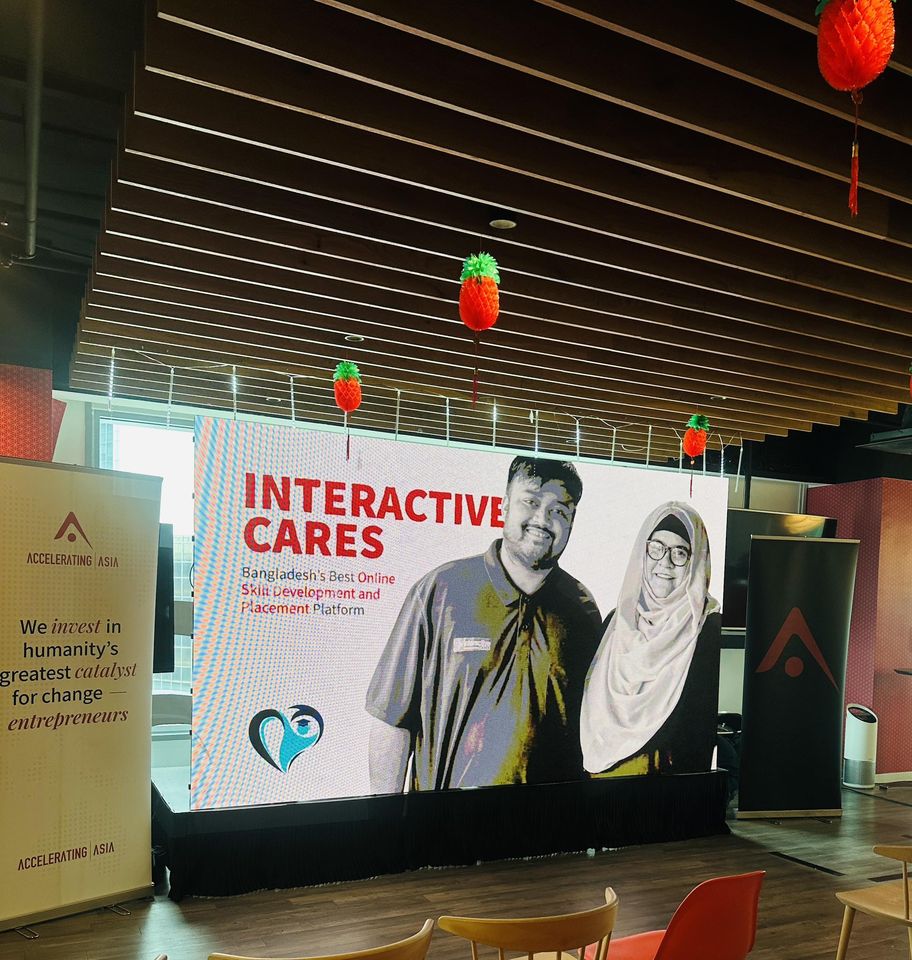 ACCELERATING ASIA
We invest in
humanity's
greatest catalyst
for change —
entrepreneurs
ACCELERATING ASIA
INTERACTIVE
CARES
Bangladesh's Best Online
Skill Development and
Placement Platform